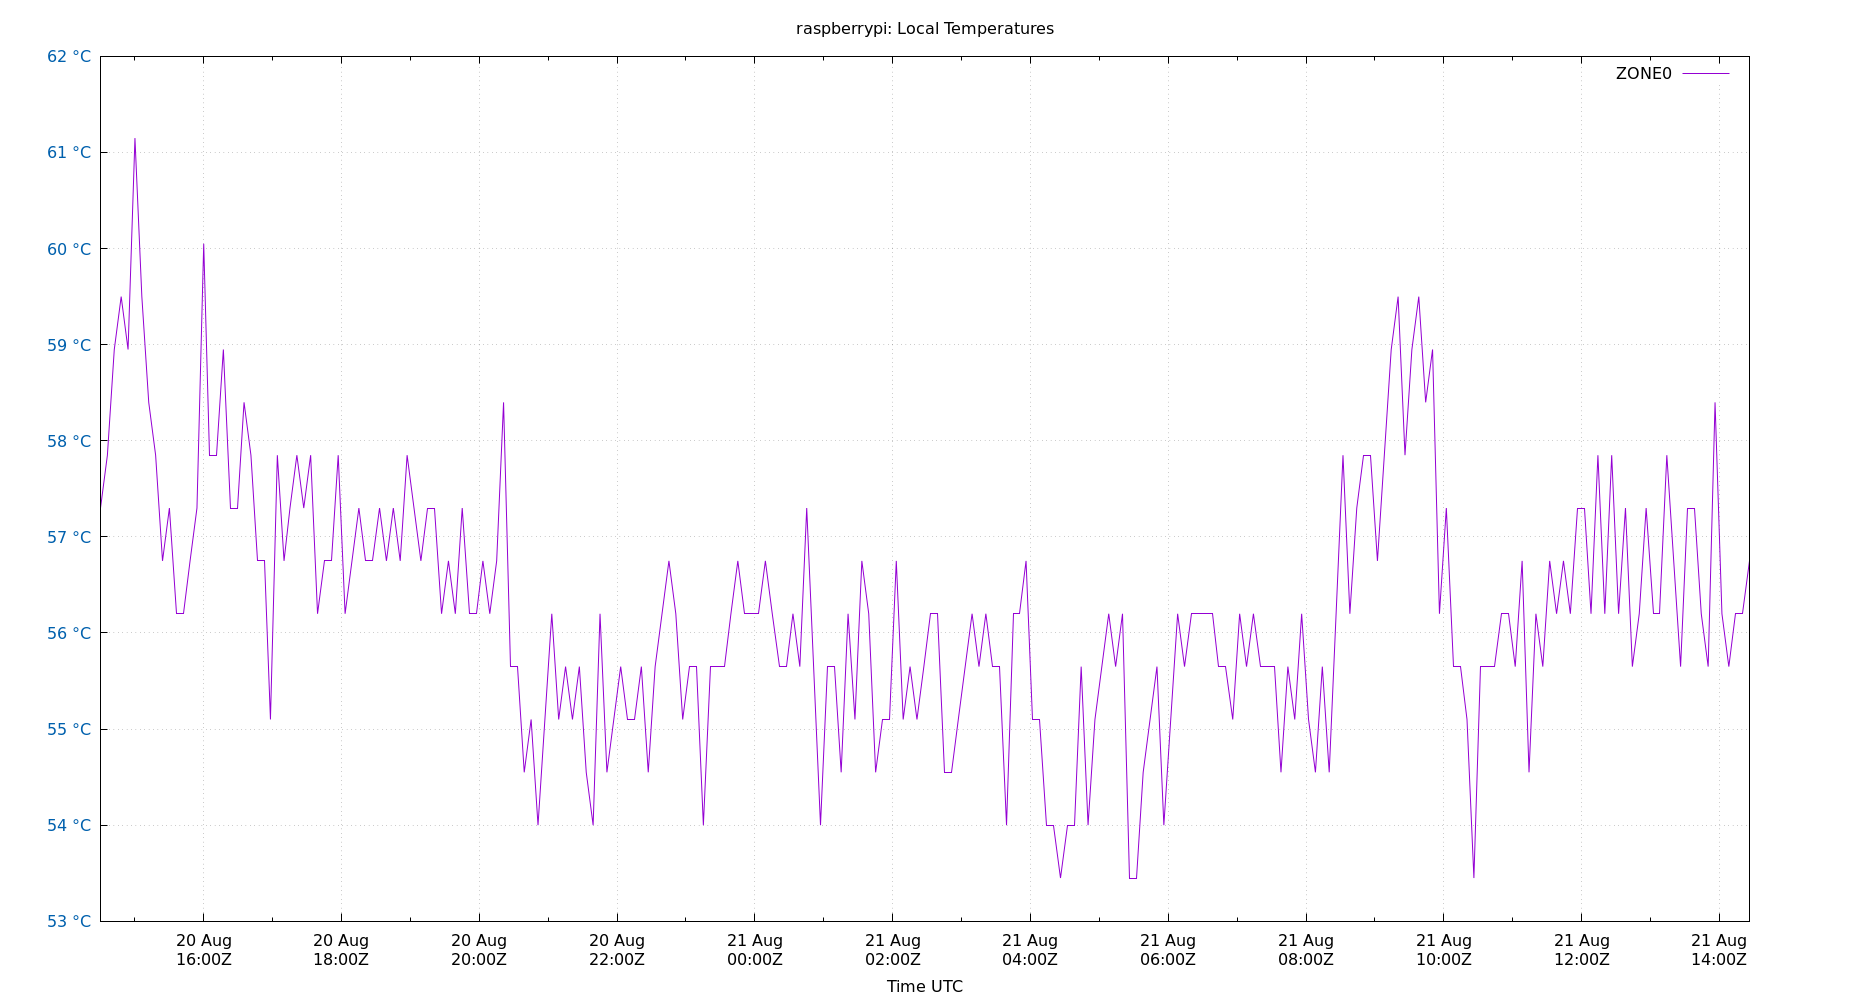 raspberrypi: Local Temperatures
62 °C
ZONE0
61 °C
60 °C
59 °C
58 °C
57 °C
56 °C
55 °C
54 °C
53 °C
20 Aug 20 Aug 20 Aug 20 Aug 21 Aug 21 Aug 21 Aug 21 Aug 21 Aug 21 Aug 21 Aug 21 Aug
16:00Z 18:00Z 20:00Z 22:00Z 00:00Z 02:00Z 04:00Z 06:00Z 08:00Z 10:00Z 12:00Z 14:00Z
Time UTC